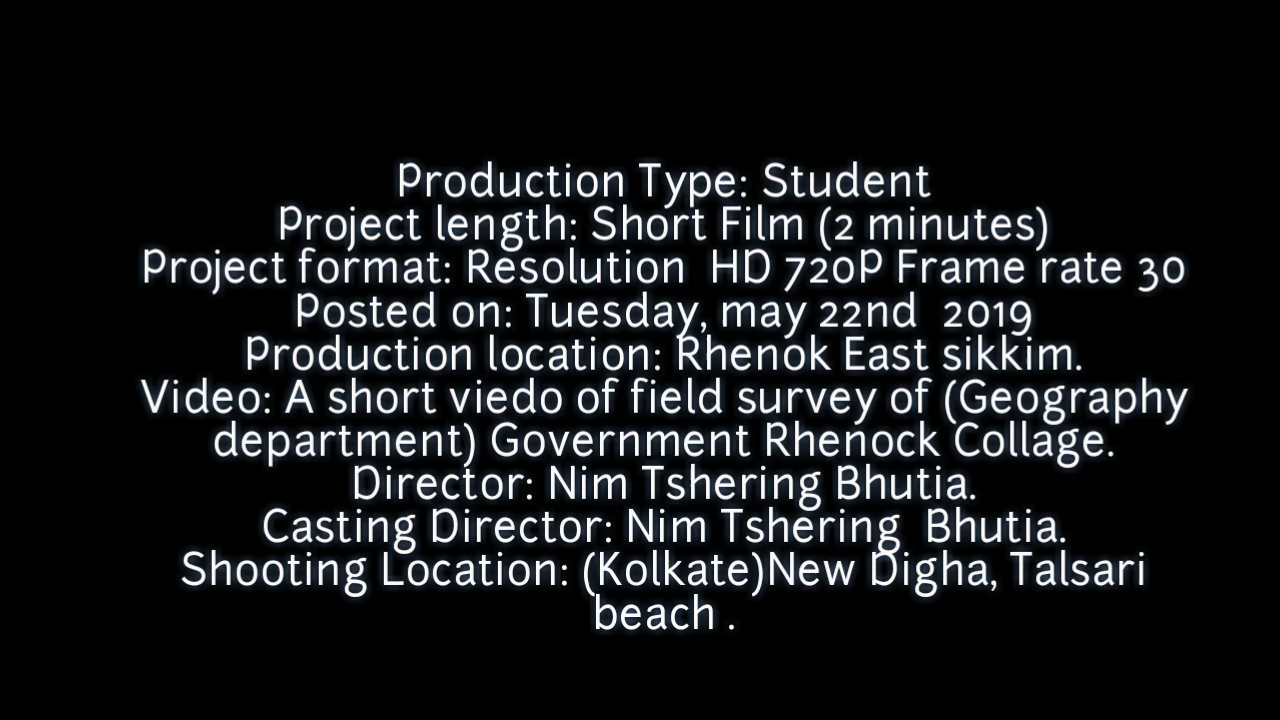 Production Type: Student
Project length: Short Film (2 minutes)
Project format: Resolution  HD 720P Frame rate 30
Posted on: Tuesday, may 22nd  2019
Production location: Rhenok East sikkim.
Video: A short viedo of field survey of (Geography
department) Government Rhenock Collage.
Director: Nim Tshering Bhutia.
Casting Director: Nim Tshering  Bhutia.
Shooting Location: (Kolkate)New Digha, Talsari
beach .